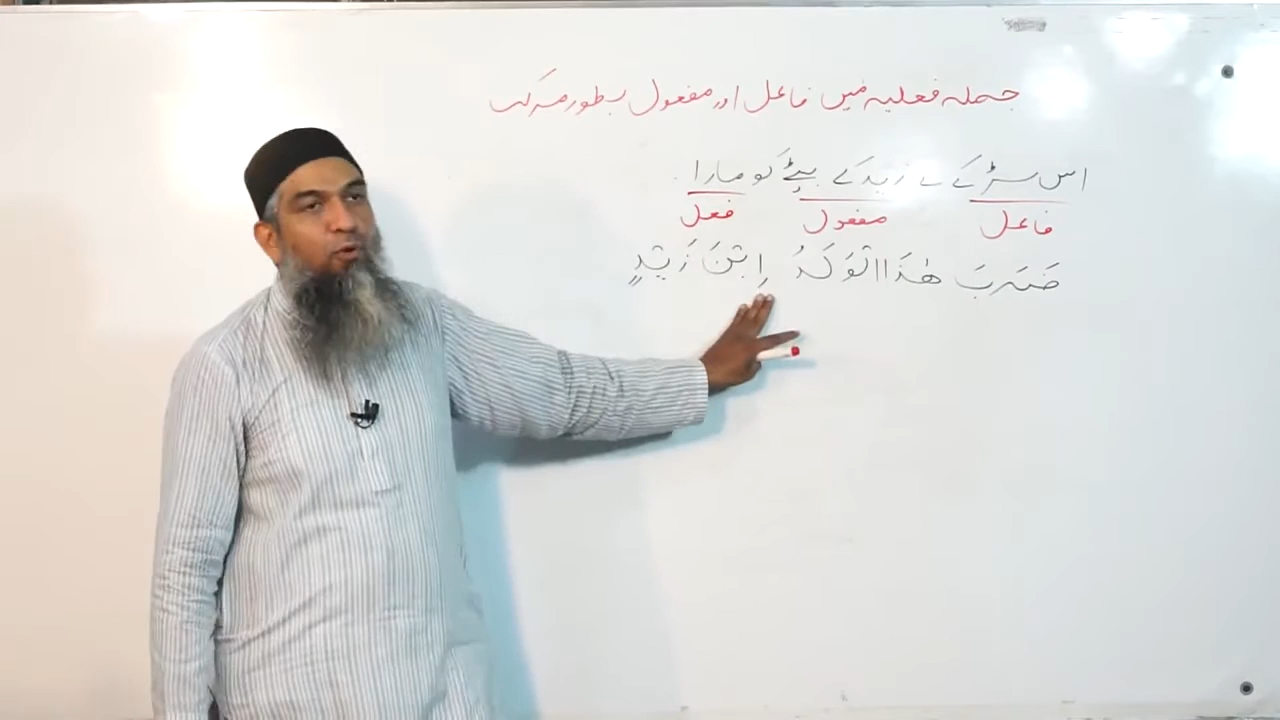 جملہ فعلیہ میں فاعل اور مفعول بطور مرکب
اس لڑکے نے زید کے بیٹے کو مارا۔
فاعل مفعول فعل
ضَرَبَ هٰذَا الْوَلَدُ اِبْنَ زَيْدٍ